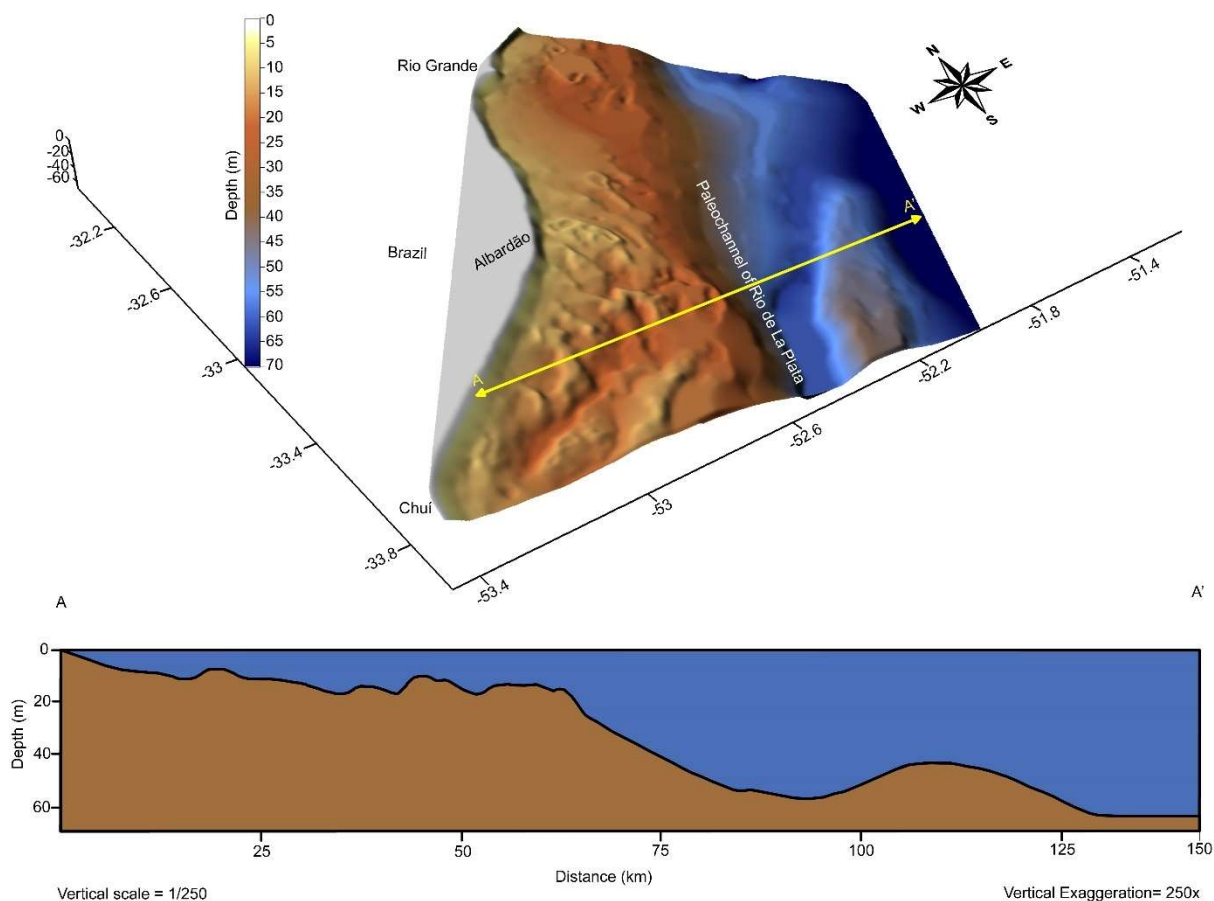 Rio Grande
Brazil
Albardão
Chuí
Depth (m)
0
-5
-10
-15
-20
-25
-30
-35
-40
-45
-50
-55
-60
-65
70
0
-20
-40
-60
-32.2
-32.6
-33
-33.4
-33.8
-53.4
-53
-52.6
-52.2
-51.8
-51.4
N
E
W
S
Paleochannel of Rio de La Plata
A
A'
A
A'
Depth (m)
0
20
40
60
25
50
75
100
125
150
Distance (km)
Vertical scale = 1/250
Vertical Exaggeration= 250x